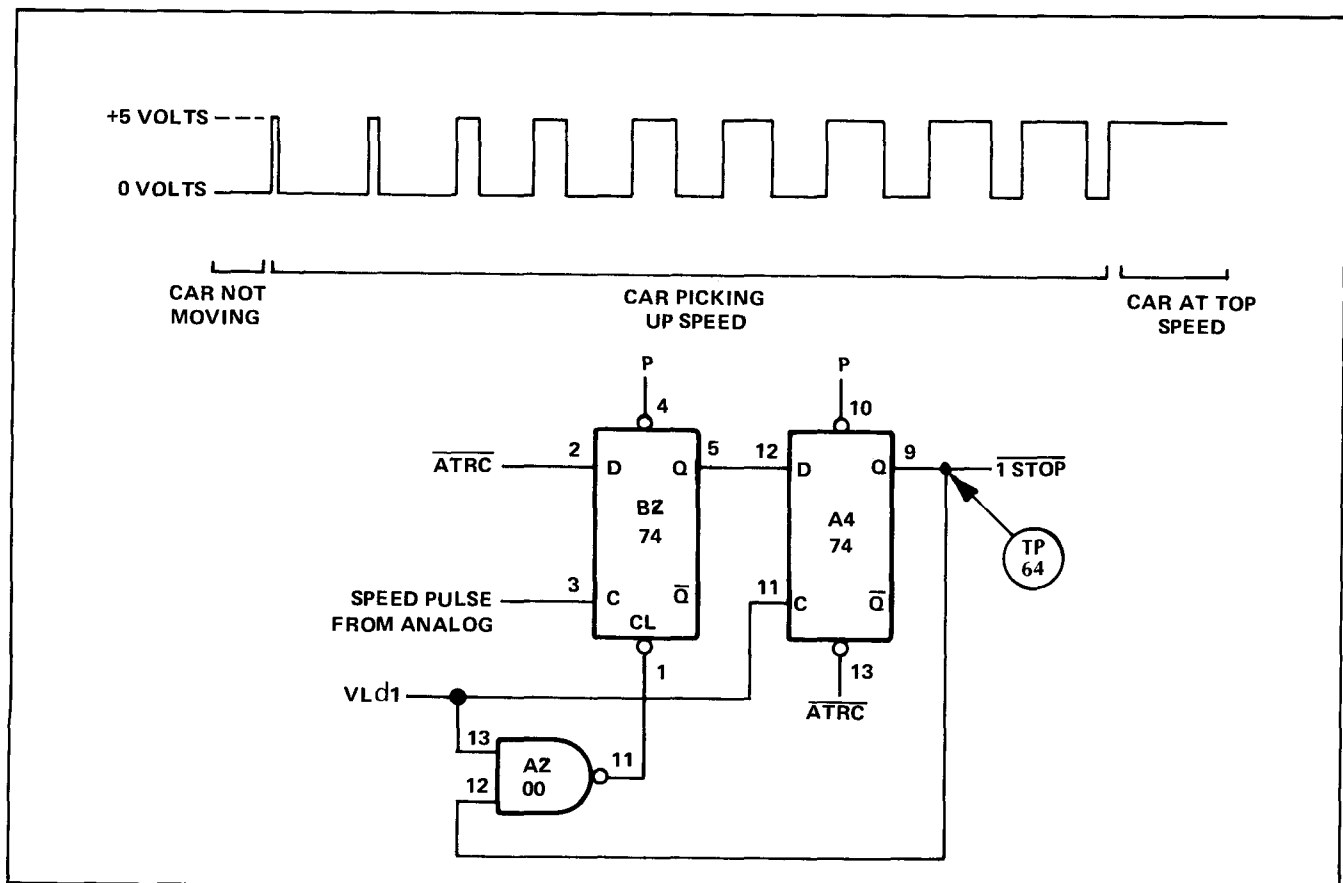 +5 VOLTS
0 VOLTS
CAR NOT
MOVING
CAR PICKING
UP SPEED
CAR AT TOP
SPEED
P
P
4
10
ATRC
2
D
Q
5
12
D
Q
9
1 STOP
B2
74
A4
74
TP
64
SPEED PULSE
FROM ANALOG
3
C
Q̅
11
C
Q̅
CL
1
13
VLd1
ATRC
13
12
A2
00
11